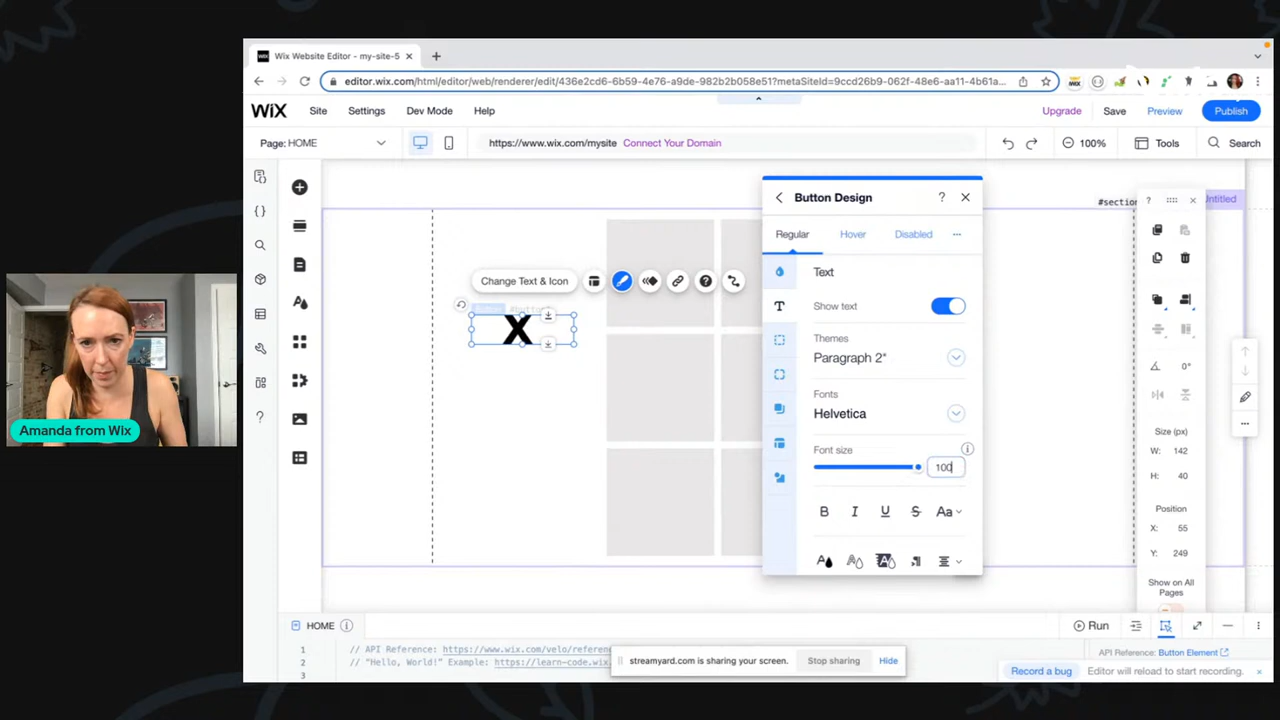 Wix Website Editor - my-site-5
editor.wix.com/html/editor/web/renderer/edit/436e2cd6-6b59-4e76-a9de-982b2b058e51?metaSiteId=9ccd26b9-062f-48e6-aa11-4b61a...
WiX Site Settings Dev Mode Help Upgrade Save Preview Publish
Page: HOME https://www.wix.com/mysite Connect Your Domain 100% Tools Search
Button Design ?
#section
Untitled
Regular Hover Disabled ...
Change Text & Icon
Text
Show text
X
Themes
Paragraph 2*
Fonts
Helvetica
Font size
100
B I U S Aa
0°
Size (px)
W: 142
H: 40
Position
X: 55
Y: 249
Show on All
Pages
Amanda from Wix
HOME
Run
1 // API Reference: https://www.wix.com/velo/refere
2 // "Hello, World!" Example: https://learn-code.wix.
3
streamyard.com is sharing your screen. Stop sharing Hide
API Reference: Button Element
Record a bug Editor will reload to start recording.